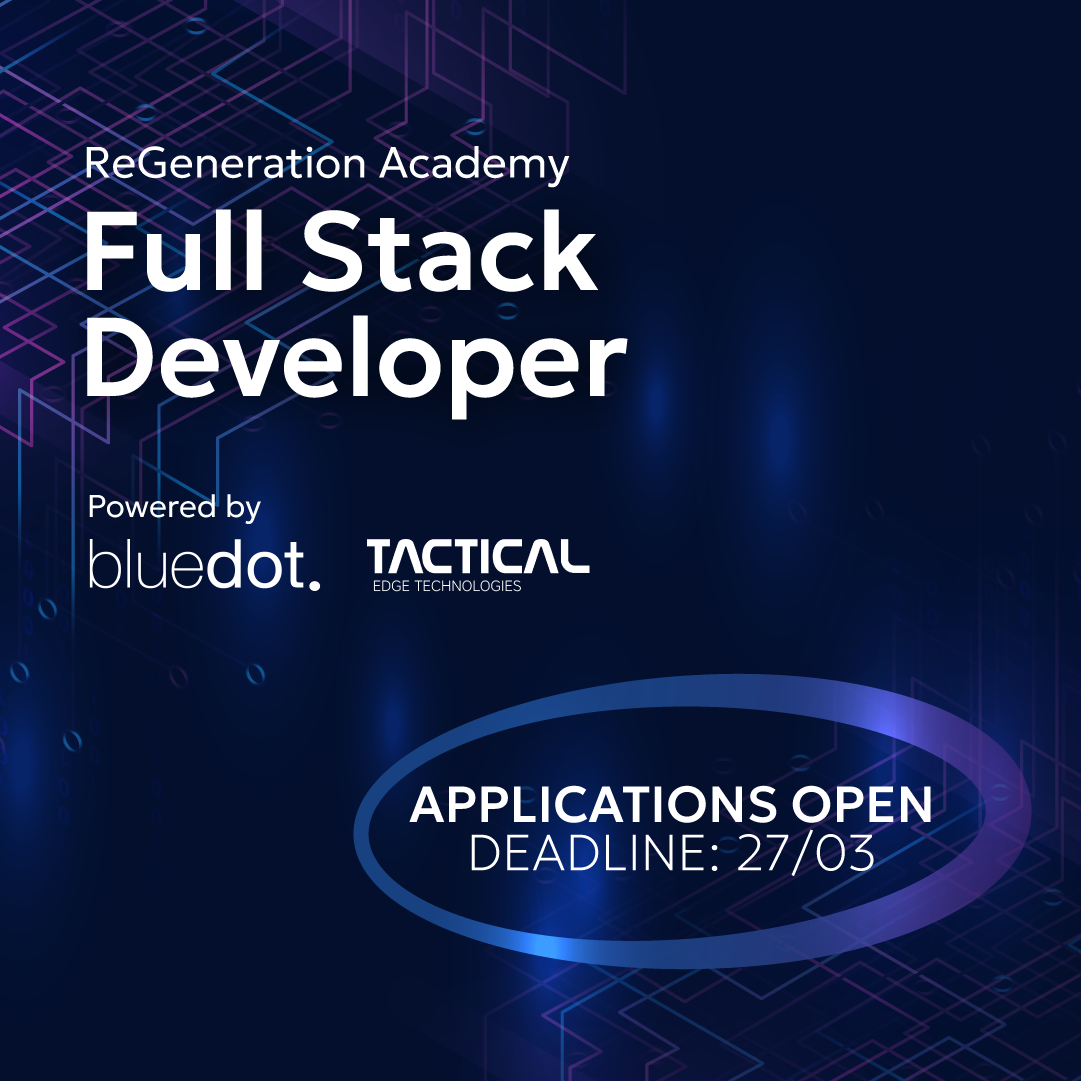 ReGeneration Academy
Full Stack
Developer
Powered by
bluedot.
TACTICAL
EDGE TECHNOLOGIES
APPLICATIONS OPEN
DEADLINE: 27/03